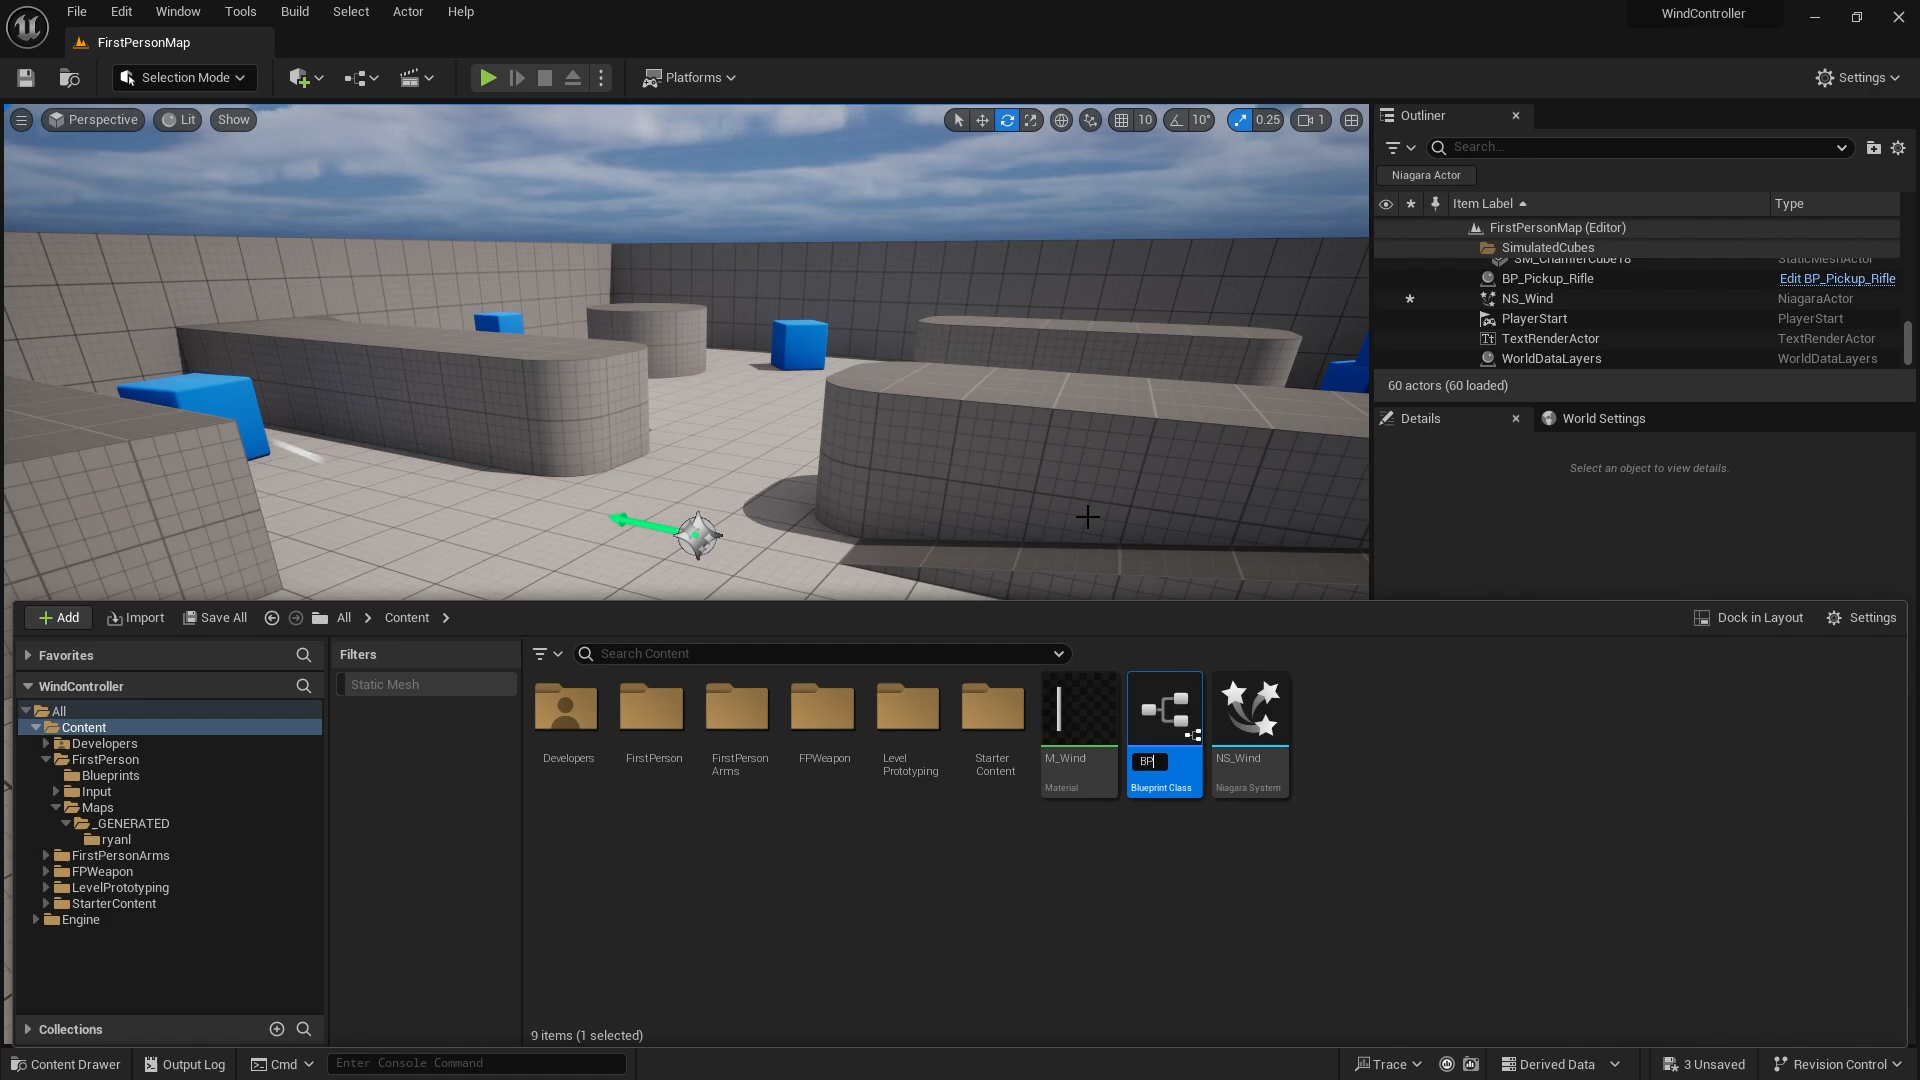 File Edit Window Tools Build Select Actor Help
WindController
FirstPersonMap
Selection Mode
Platforms
Settings
Perspective
Lit
Show
10
10°
0.25
1
Outliner
Search...
Niagara Actor
Item Label
Type
FirstPersonMap (Editor)
SimulatedCubes
SM_ChamferCube18 StaticMeshActor
BP_Pickup_Rifle Edit BP_Pickup_Rifle
NS_Wind NiagaraActor
PlayerStart PlayerStart
TextRenderActor TextRenderActor
WorldDataLayers WorldDataLayers
60 actors (60 loaded)
Details
World Settings
Select an object to view details.
Add
Import
Save All
All
Content
Dock in Layout
Settings
Favorites
WindController
All
Content
Developers
FirstPerson
Blueprints
Input
Maps
_GENERATED
ryanl
FirstPersonArms
FPWeapon
LevelPrototyping
StarterContent
Engine
Collections
Filters
Static Mesh
Search Content
Developers
FirstPerson
FirstPerson
Arms
FPWeapon
Level
Prototyping
Starter
Content
M_Wind
Material
BP
Blueprint Class
NS_Wind
Niagara System
9 items (1 selected)
Content Drawer
Output Log
Cmd
Enter Console Command
Trace
Derived Data
3 Unsaved
Revision Control